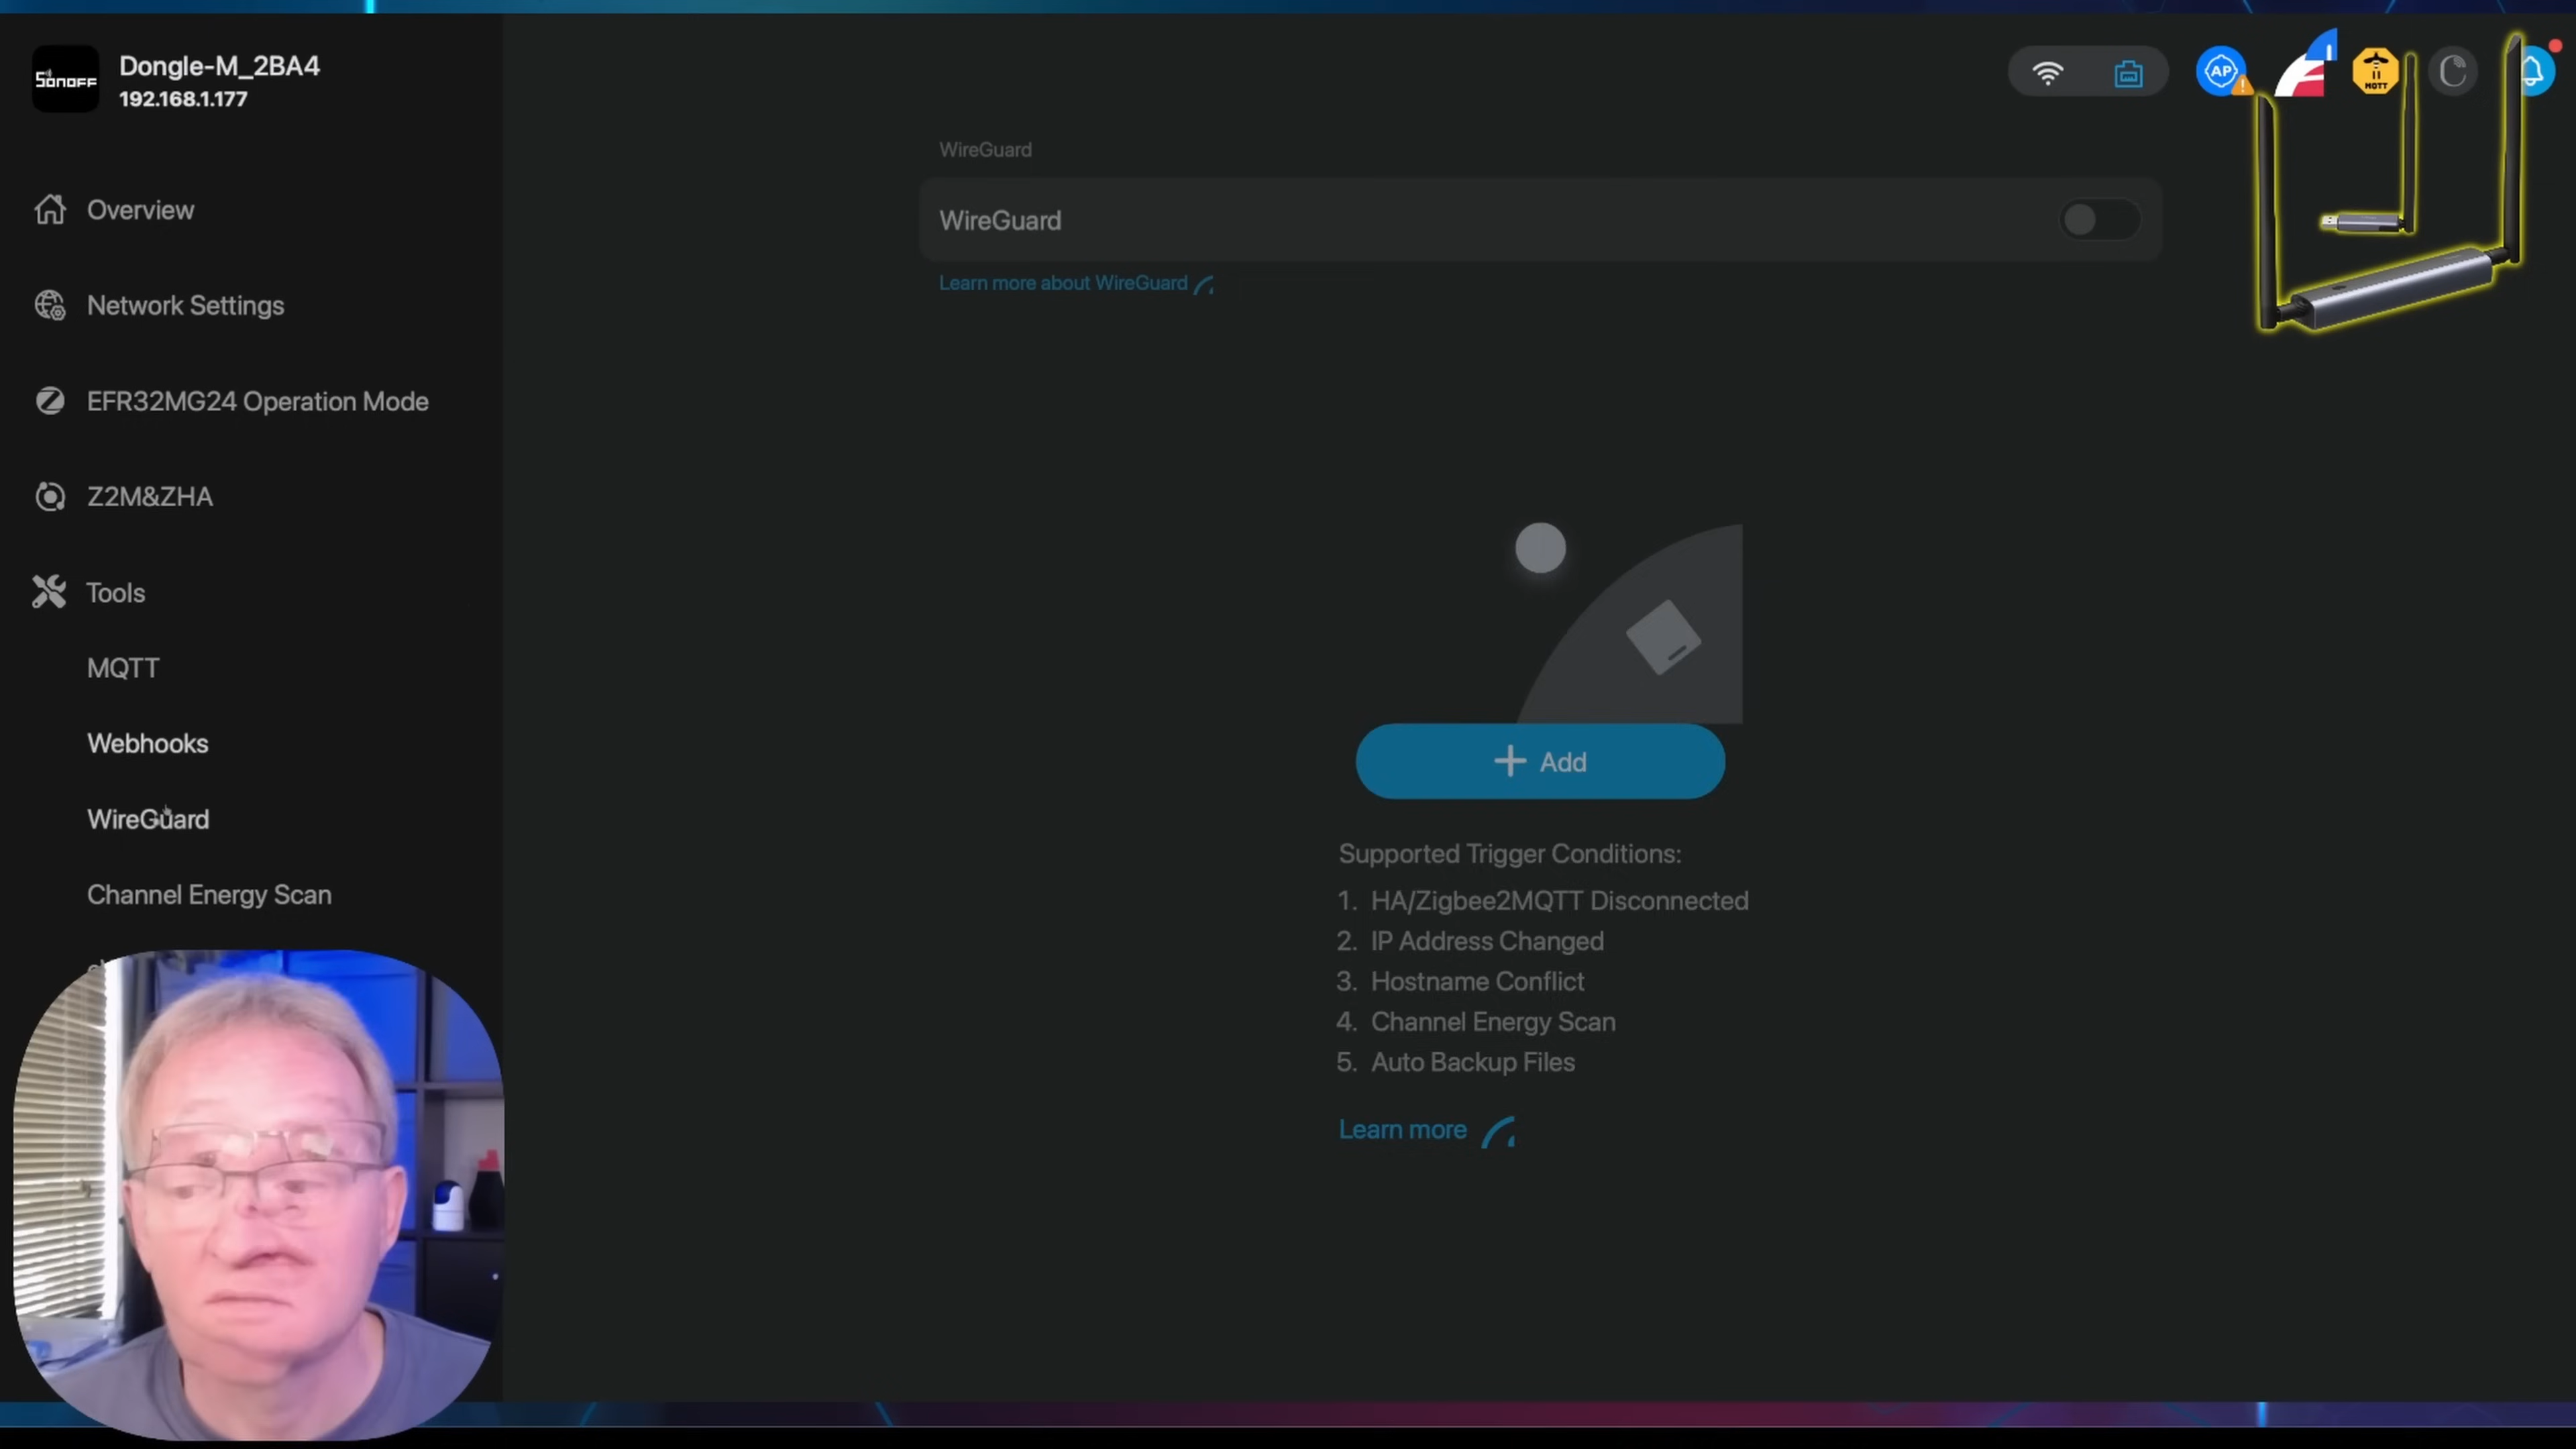 SONOFF
Dongle-M_2BA4
192.168.1.177
AP
MQTT
Overview
Network Settings
EFR32MG24 Operation Mode
Z2M&ZHA
Tools
MQTT
Webhooks
WireGuard
Channel Energy Scan
WireGuard
WireGuard
Learn more about WireGuard
Add
Supported Trigger Conditions:
1. HA/Zigbee2MQTT Disconnected
2. IP Address Changed
3. Hostname Conflict
4. Channel Energy Scan
5. Auto Backup Files
Learn more